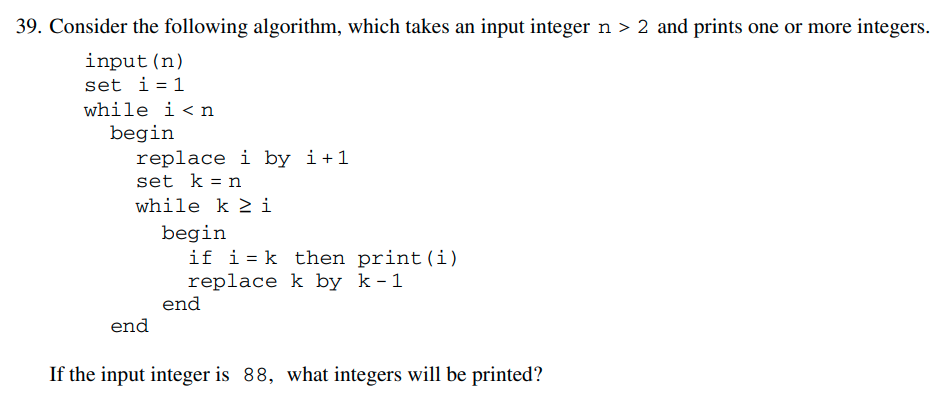 39. Consider the following algorithm, which takes an input integer n > 2 and prints one or more integers.
input(n)
set i = 1
while i < n
begin
replace i by i + 1
set k = n
while k ≥ i
begin
if i = k then print(i)
replace k by k - 1
end
end
If the input integer is 88, what integers will be printed?